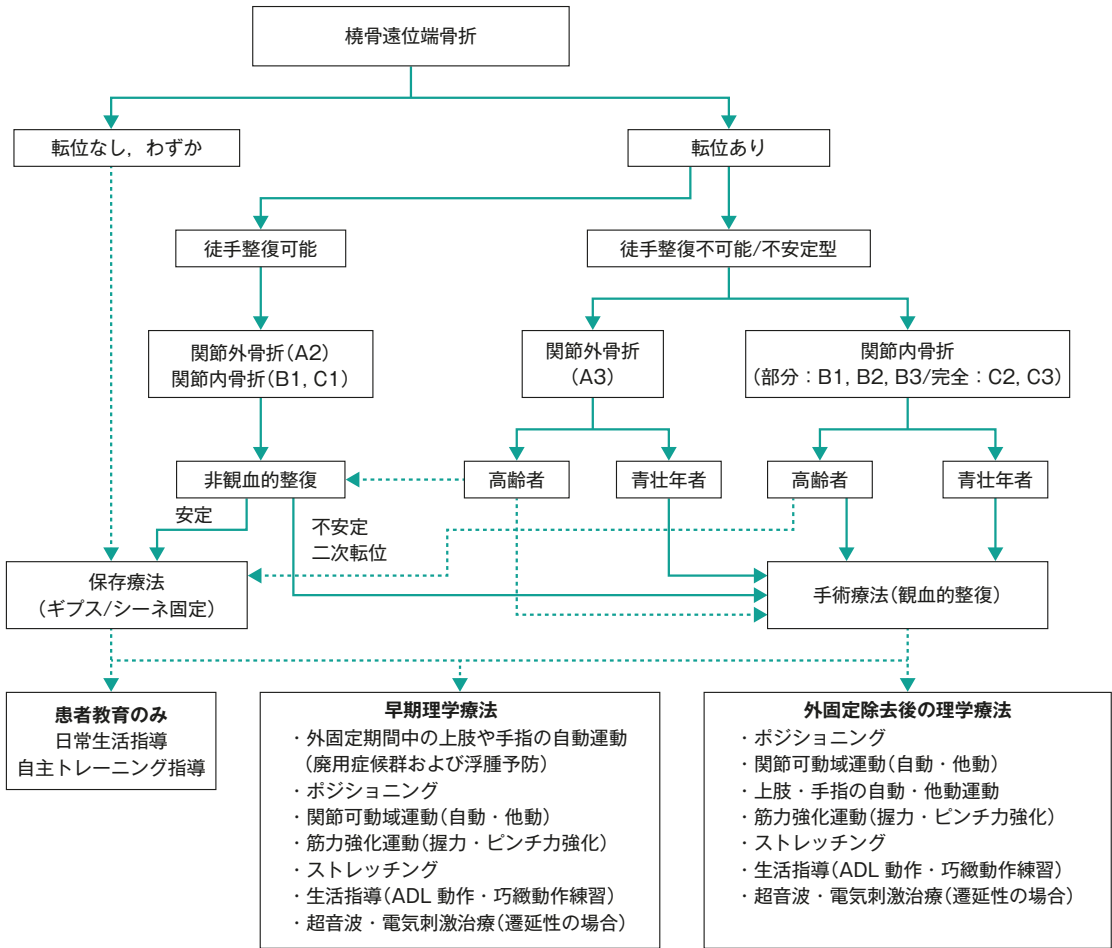 橈骨遠位端骨折
転位なし，わずか
転位あり
徒手整復可能
徒手整復不可能/不安定型
関節外骨折(A2)
関節内骨折(B1, C1)
関節外骨折
(A3)
関節内骨折
(部分：B1, B2, B3/完全：C2, C3)
非観血的整復
高齢者
青壮年者
高齢者
青壮年者
安定
不安定
二次転位
保存療法
(ギプス/シーネ固定)
手術療法(観血的整復)
患者教育のみ
日常生活指導
自主トレーニング指導
早期理学療法
・外固定期間中の上肢や手指の自動運動
(廃用症候群および浮腫予防)
・ポジショニング
・関節可動域運動(自動・他動)
・筋力強化運動(握力・ピンチ力強化)
・ストレッチング
・生活指導(ADL 動作・巧緻動作練習)
・超音波・電気刺激治療(遷延性の場合)
外固定除去後の理学療法
・ポジショニング
・関節可動域運動(自動・他動)
・上肢・手指の自動・他動運動
・筋力強化運動(握力・ピンチ力強化)
・ストレッチング
・生活指導(ADL 動作・巧緻動作練習)
・超音波・電気刺激治療(遷延性の場合)